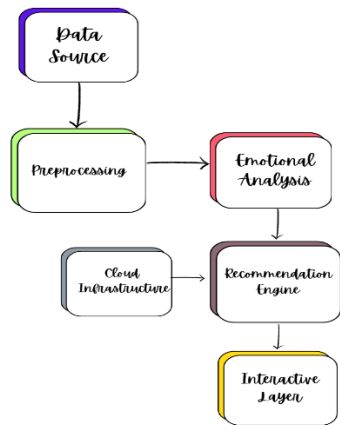 Data
Source
Preprocessing
Emotional
Analysis
Cloud
Infrastructure
Recommendation
Engine
Interactive
Layer